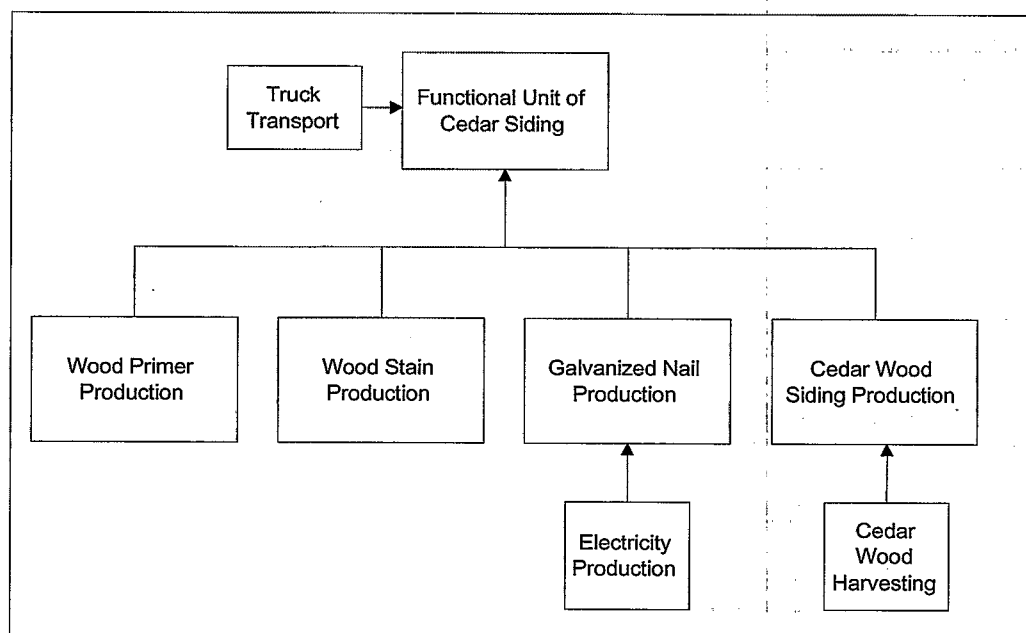 Truck
Transport
Functional Unit of
Cedar Siding
Wood Primer
Production
Wood Stain
Production
Galvanized Nail
Production
Cedar Wood
Siding Production
Electricity
Production
Cedar
Wood
Harvesting